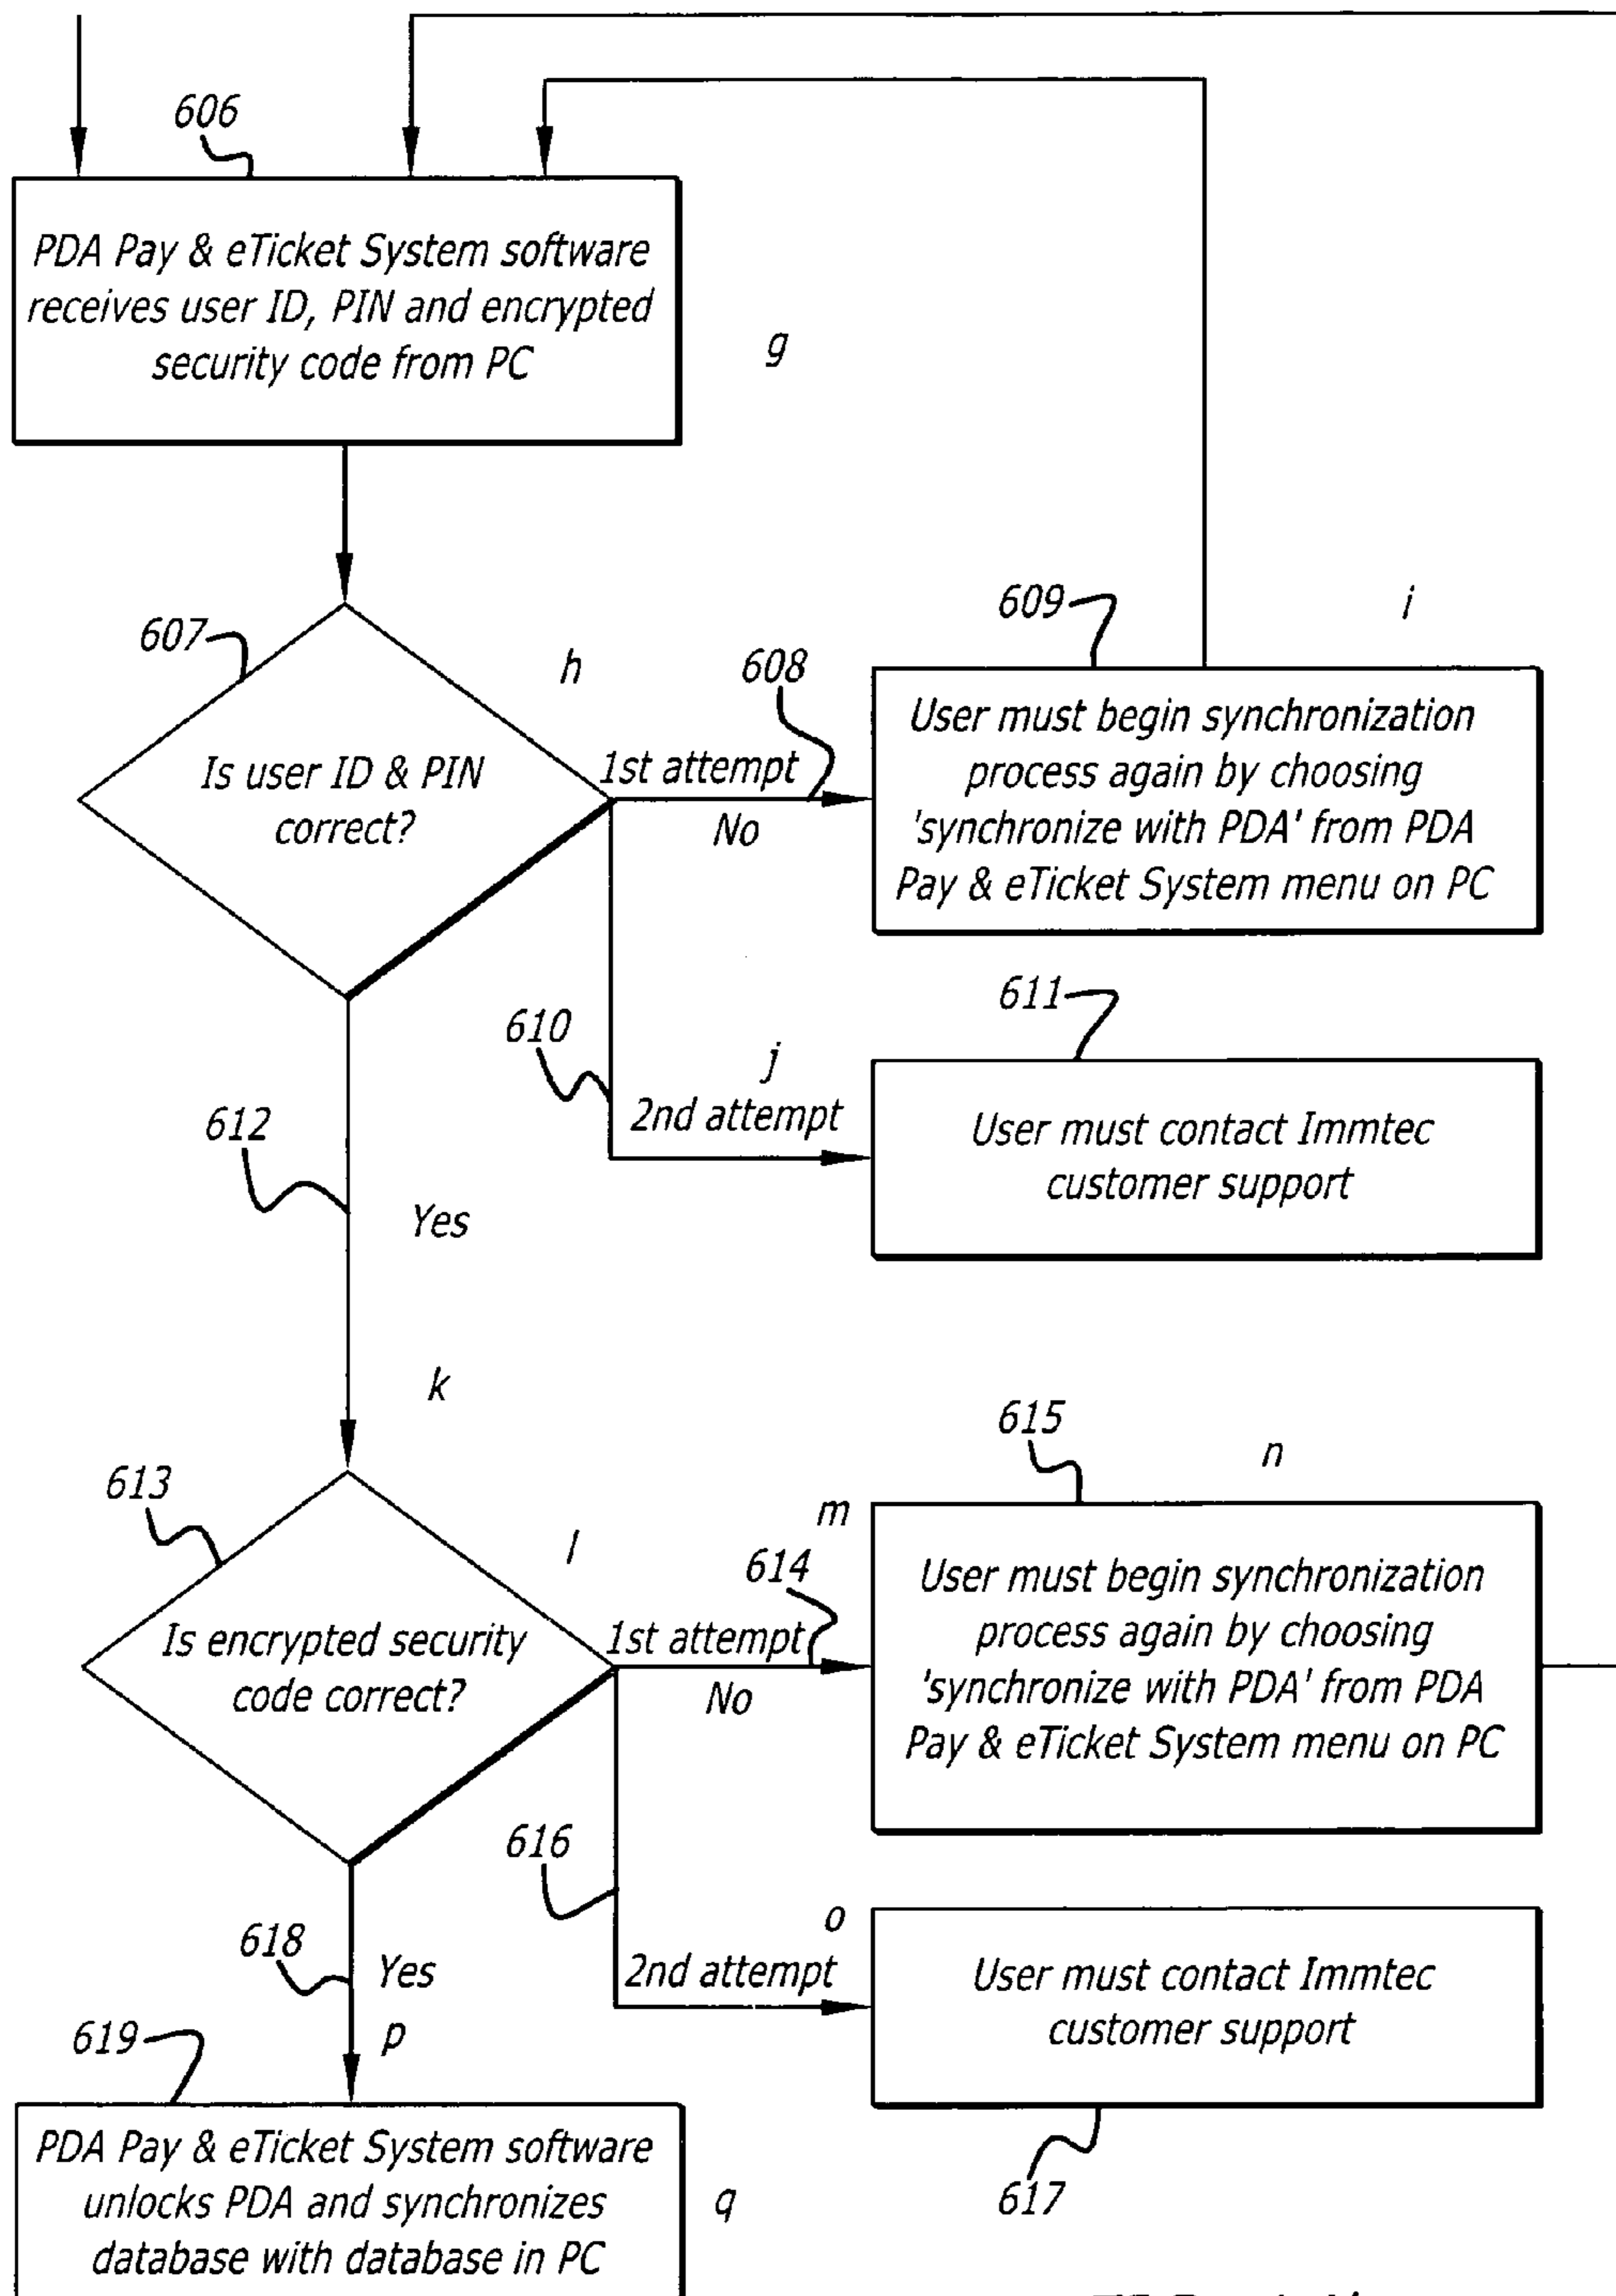 606
PDA Pay & eTicket System software
receives user ID, PIN and encrypted
security code from PC
g
607
h
608
609
i
Is user ID & PIN
correct?
1st attempt
No
User must begin synchronization
process again by choosing
'synchronize with PDA' from PDA
Pay & eTicket System menu on PC
610
j
2nd attempt
611
User must contact Immtec
customer support
612
Yes
k
613
l
m
614
615
n
Is encrypted security
code correct?
1st attempt
No
User must begin synchronization
process again by choosing
'synchronize with PDA' from PDA
Pay & eTicket System menu on PC
616
o
2nd attempt
User must contact Immtec
customer support
617
618
Yes
p
619
PDA Pay & eTicket System software
unlocks PDA and synchronizes
database with database in PC
q